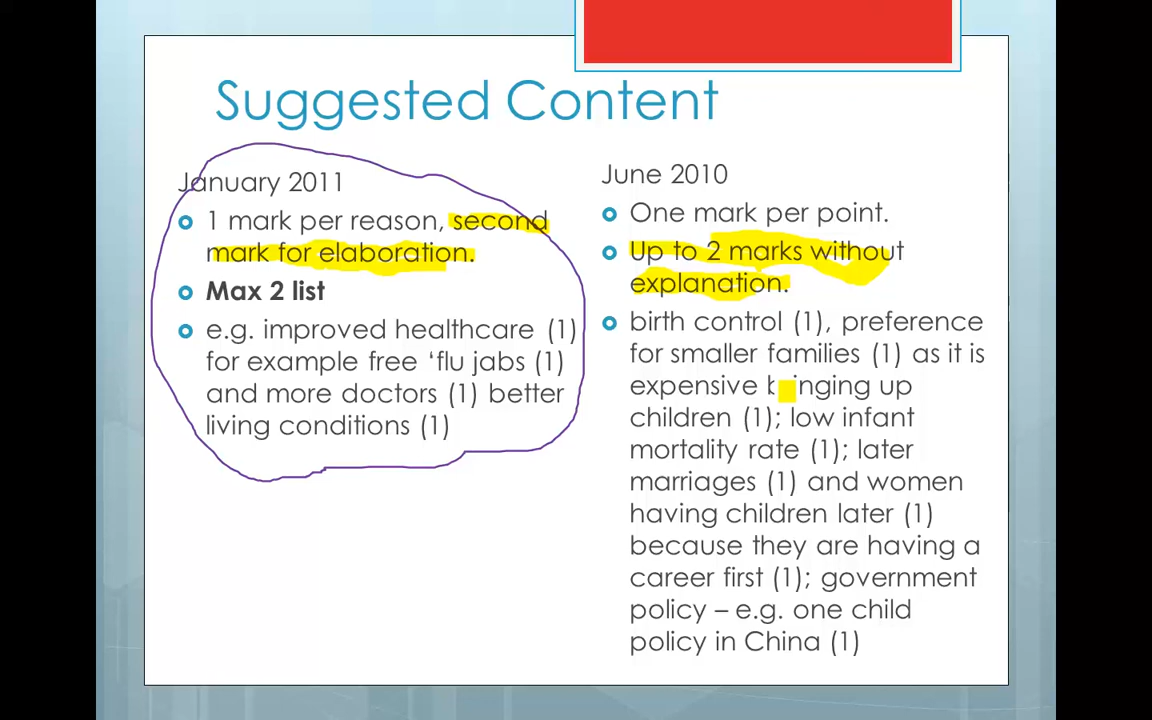 Suggested Content
January 2011
1 mark per reason, second
mark for elaboration.
Max 2 list
e.g. improved healthcare (1)
for example free ‘flu jabs (1)
and more doctors (1) better
living conditions (1)
June 2010
One mark per point.
Up to 2 marks without
explanation.
birth control (1), preference
for smaller families (1) as it is
expensive up
children (1); low infant
mortality rate (1); later
marriages (1) and women
having children later (1)
because they are having a
career first (1); government
policy – e.g. one child
policy in China (1)